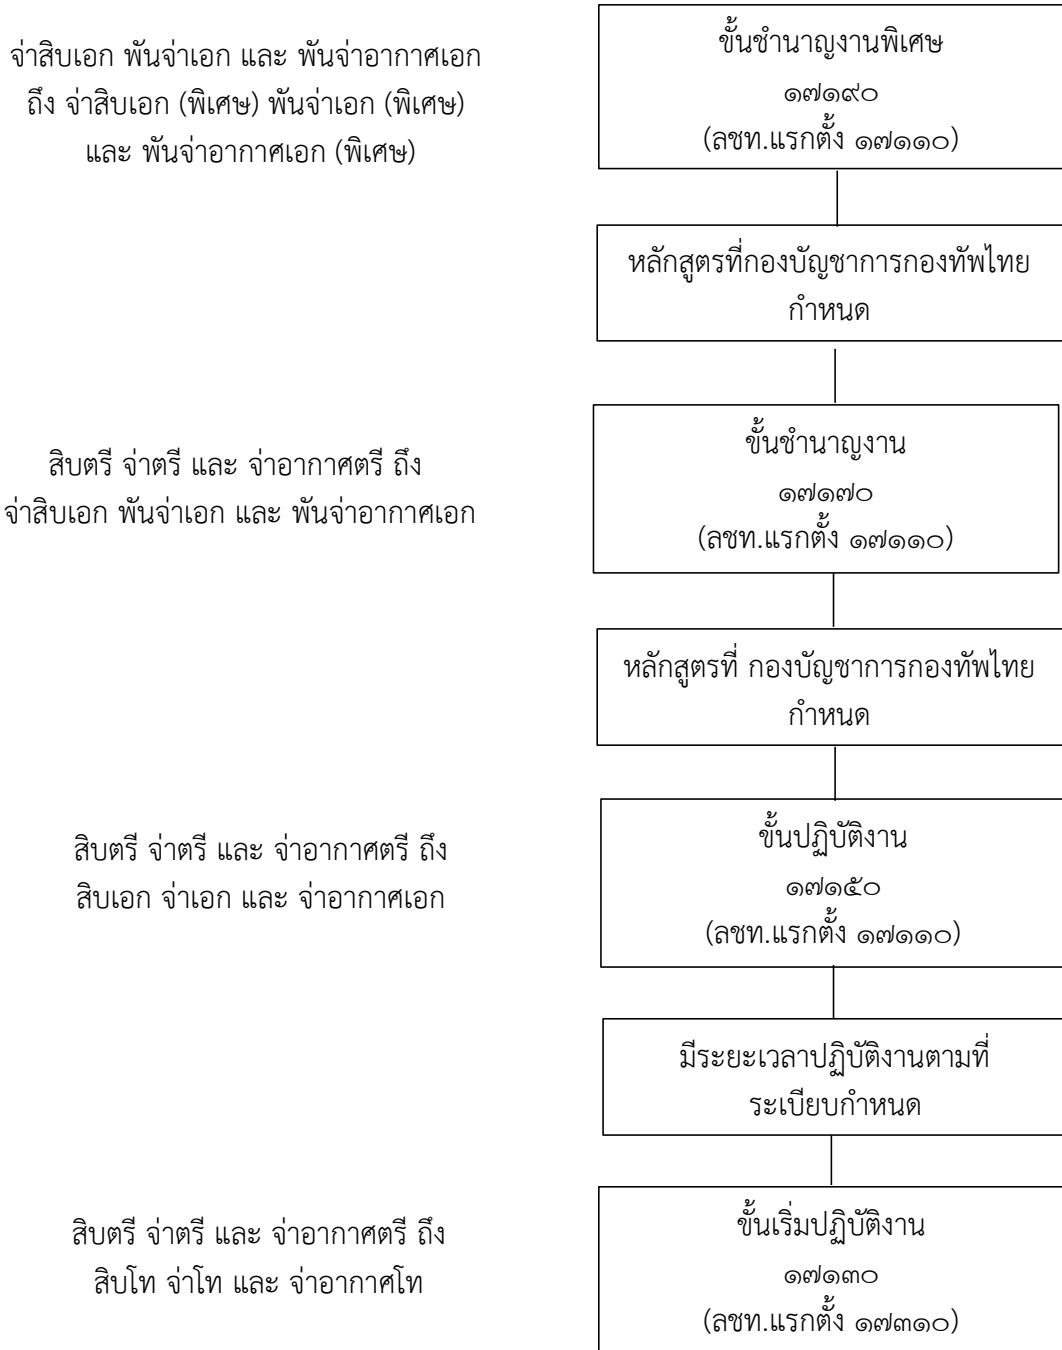 จ่าสิบเอก พันจ่าเอก และ พันจ่าอากาศเอก
ถึง จ่าสิบเอก (พิเศษ) พันจ่าเอก (พิเศษ)
และ พันจ่าอากาศเอก (พิเศษ)
ขั้นชำนาญงานพิเศษ
๑๗๑๙๐
(ลชท.แรกตั้ง ๑๗๑๑๐)
หลักสูตรที่กองบัญชาการกองทัพไทย
กำหนด
สิบตรี จ่าตรี และ จ่าอากาศตรี ถึง
จ่าสิบเอก พันจ่าเอก และ พันจ่าอากาศเอก
ขั้นชำนาญงาน
๑๗๑๗๐
(ลชท.แรกตั้ง ๑๗๑๑๐)
หลักสูตรที่ กองบัญชาการกองทัพไทย
กำหนด
สิบตรี จ่าตรี และ จ่าอากาศตรี ถึง
สิบเอก จ่าเอก และ จ่าอากาศเอก
ขั้นปฏิบัติงาน
๑๗๑๕๐
(ลชท.แรกตั้ง ๑๗๑๑๐)
มีระยะเวลาปฏิบัติงานตามที่
ระเบียบกำหนด
สิบตรี จ่าตรี และ จ่าอากาศตรี ถึง
สิบโท จ่าโท และ จ่าอากาศโท
ขั้นเริ่มปฏิบัติงาน
๑๗๑๓๐
(ลชท.แรกตั้ง ๑๗๓๑๐)